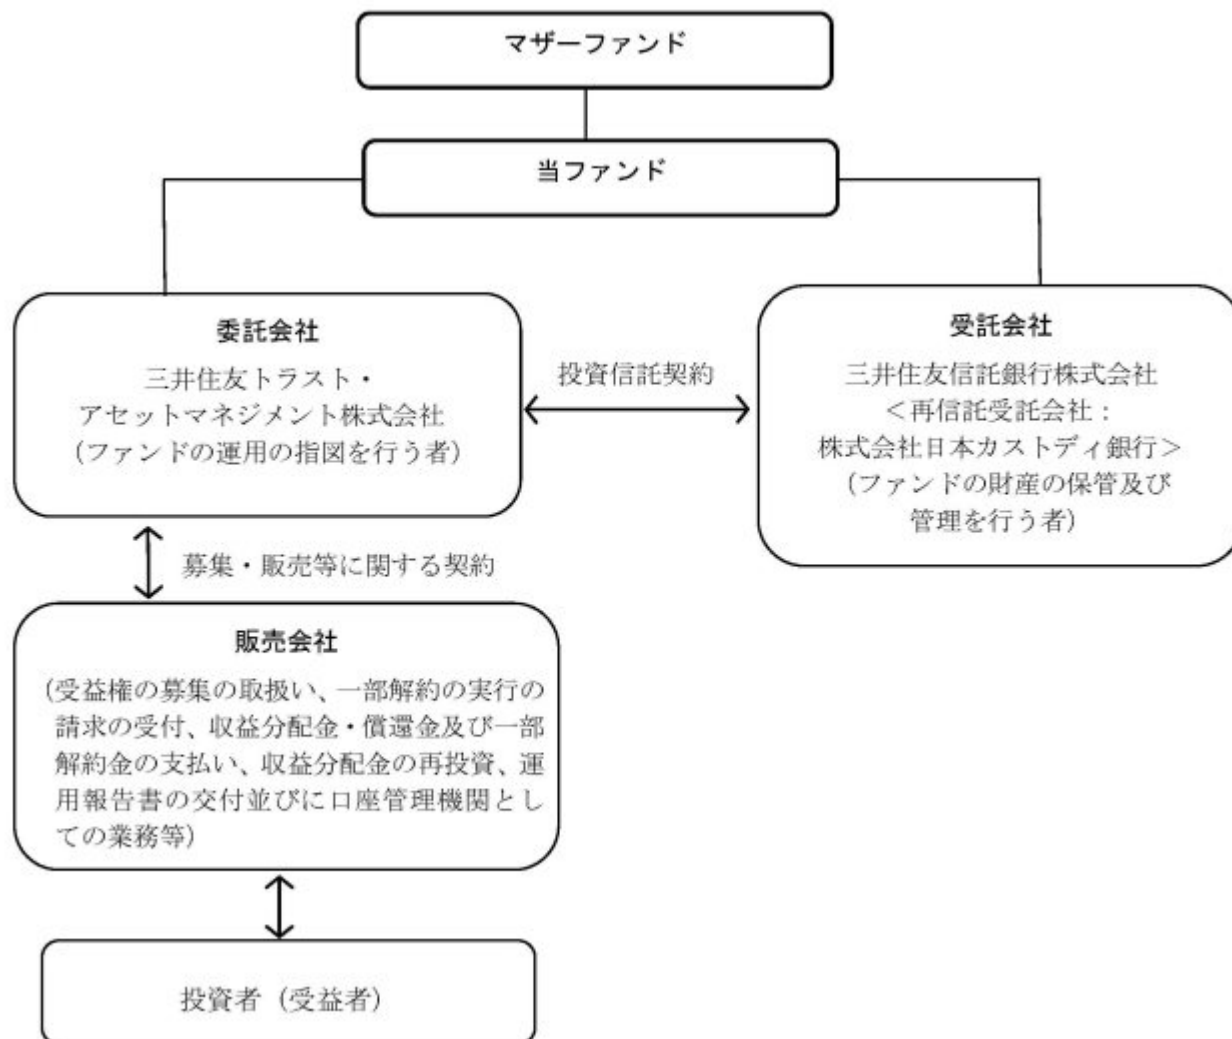 マザーファンド
当ファンド
委託会社
三井住友トラスト・
アセットマネジメント株式会社
（ファンドの運用の指図を行う者）
投資信託契約
受託会社
三井住友信託銀行株式会社
＜再信託受託会社：
株式会社日本カストディ銀行＞
（ファンドの財産の保管及び
管理を行う者）
募集・販売等に関する契約
販売会社
（受益権の募集の取扱い、一部解約の実行の
請求の受付、収益分配金・償還金及び一部
解約金の支払い、収益分配金の再投資、運
用報告書の交付並びに口座管理機関とし
ての業務等）
投資者（受益者）